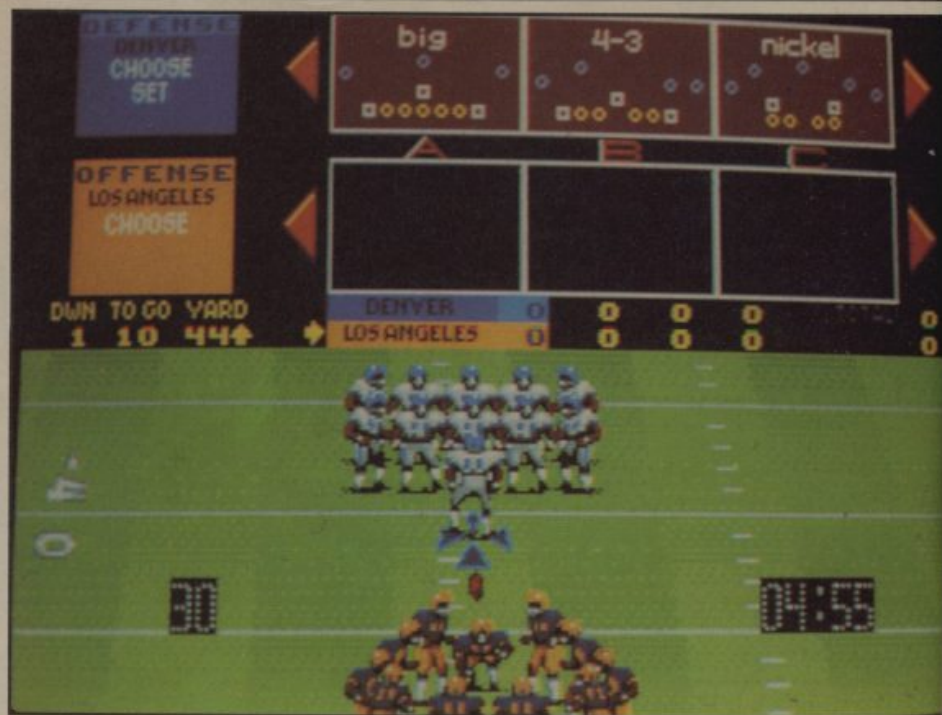 DEFENSE
DENVER
CHOOSE
SET
big
4-3
nickel
A
B
C
OFFENSE
LOS ANGELES
CHOOSE
DWN TO GO YARD
1 10 44
DENVER 0 0 0 0 0
LOS ANGELES 0 0 0 0 0
30
04:55